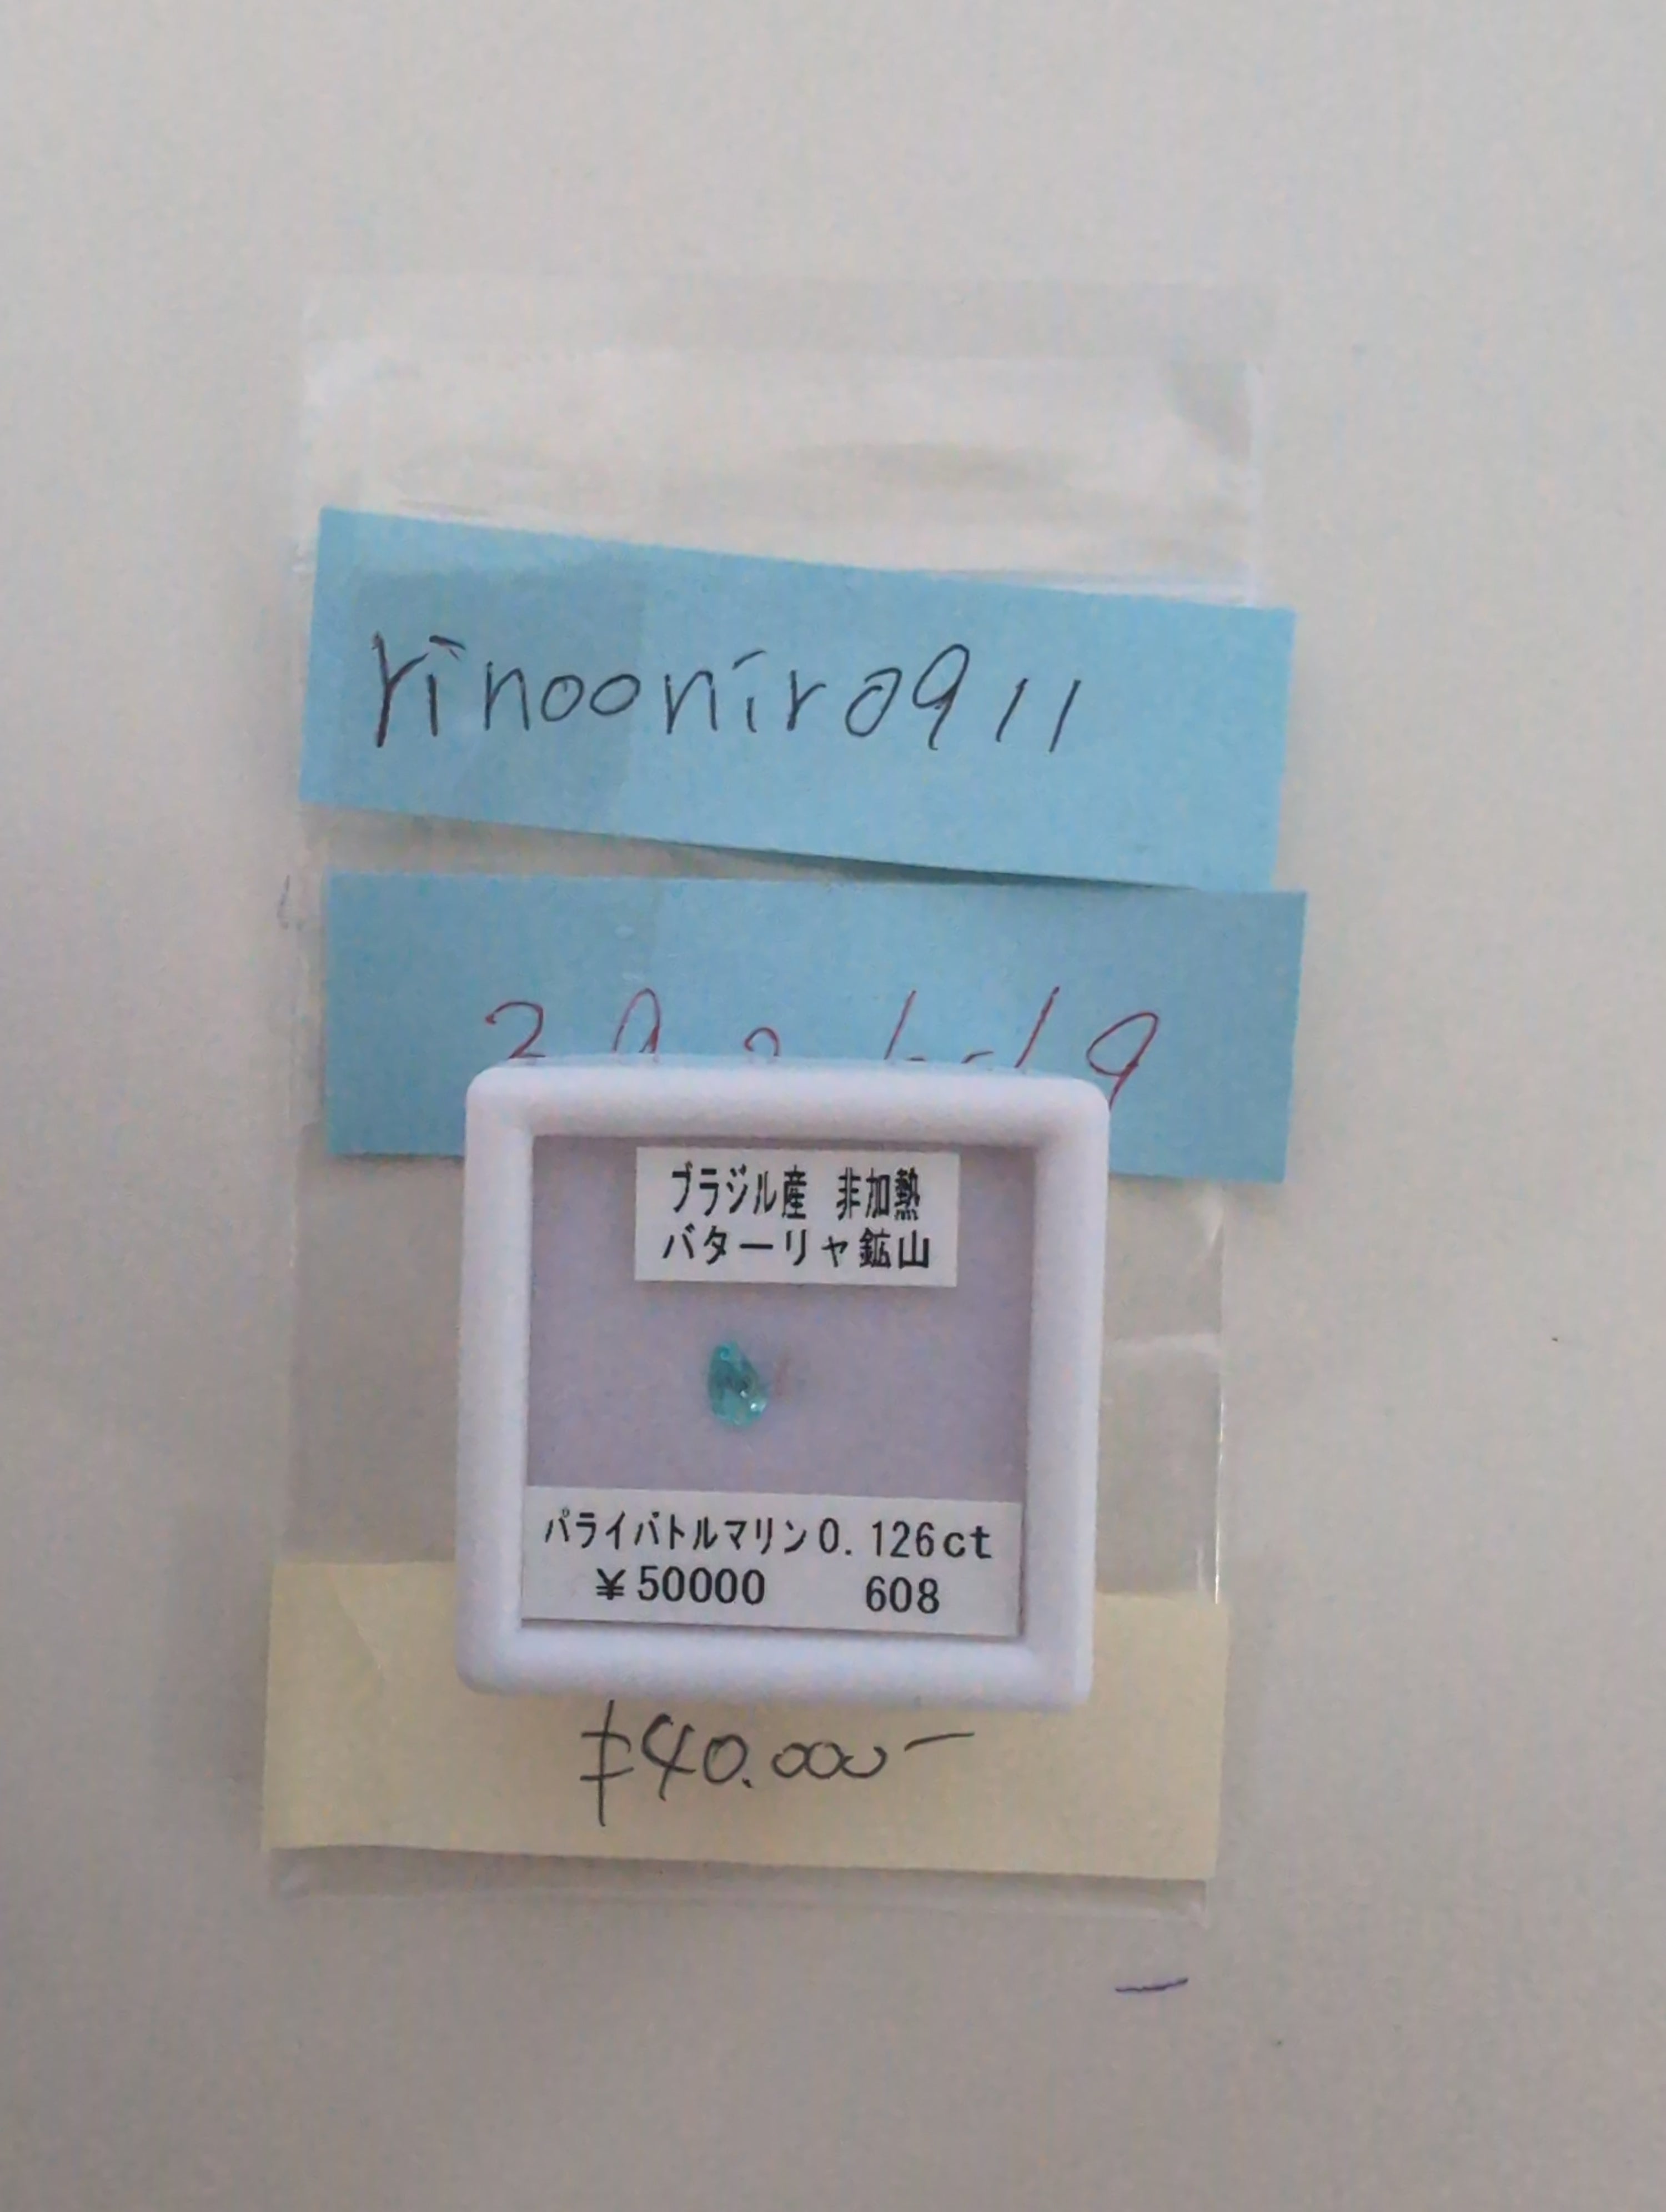 rinooniro911
ブラジル産 非加熱
バターリャ鉱山
パライバトルマリン0.126ct
¥50000 608
¥40.000-